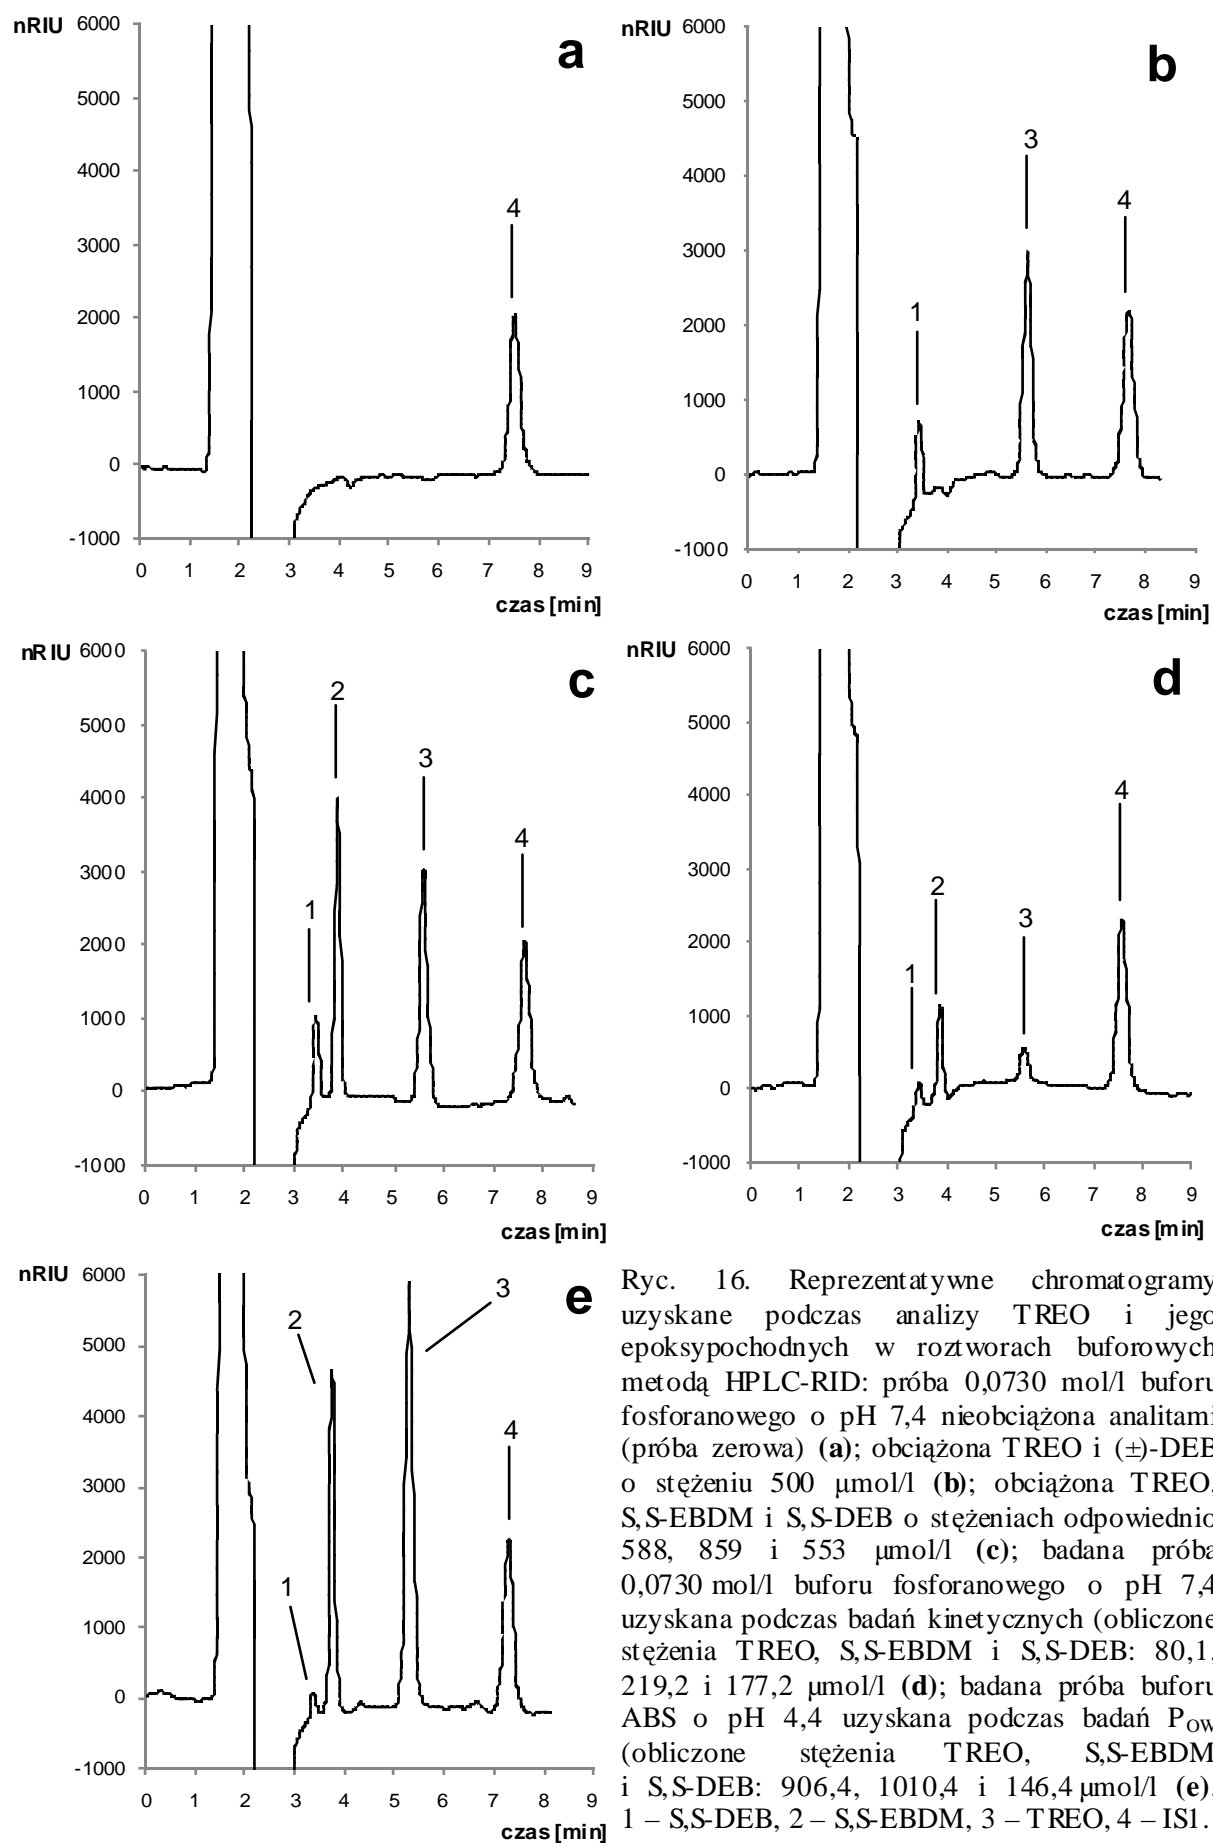 nRIU
a
6000
5000
4000
3000
2000
1000
0
-1000
4
0 1 2 3 4 5 6 7 8 9
czas [min]
nRIU
b
6000
5000
4000
3000
2000
1000
0
-1000
1
3
4
0 1 2 3 4 5 6 7 8 9
czas [min]
nRIU
c
6000
5000
4000
3000
2000
1000
0
-1000
1
2
3
4
0 1 2 3 4 5 6 7 8 9
czas [min]
nRIU
d
6000
5000
4000
3000
2000
1000
0
-1000
1
2
3
4
0 1 2 3 4 5 6 7 8 9
czas [min]
nRIU
e
6000
5000
4000
3000
2000
1000
0
-1000
1
2
3
4
0 1 2 3 4 5 6 7 8 9
czas [min]
Ryc. 16. Reprezentatywne chromatogramy
uzyskane podczas analizy TREO i jego
epoksypochodnych w roztworach buforowych
metodą HPLC-RID: próba 0,0730 mol/l buforu
fosforanowego o pH 7,4 nieobciążona analitami
(próba zerowa) (a); obciążona TREO i (±)-DEB
o stężeniu 500 μmol/l (b); obciążona TREO,
S,S-EBDM i S,S-DEB o stężeniach odpowiednio
588, 859 i 553 μmol/l (c); badana próba
0,0730 mol/l buforu fosforanowego o pH 7,4
uzyskana podczas badań kinetycznych (obliczone
stężenia TREO, S,S-EBDM i S,S-DEB: 80,1,
219,2 i 177,2 μmol/l (d); badana próba buforu
ABS o pH 4,4 uzyskana podczas badań POW
(obliczone stężenia TREO, S,S-EBDM
i S,S-DEB: 906,4, 1010,4 i 146,4 μmol/l (e).
1 – S,S-DEB, 2 – S,S-EBDM, 3 – TREO, 4 – IS1.